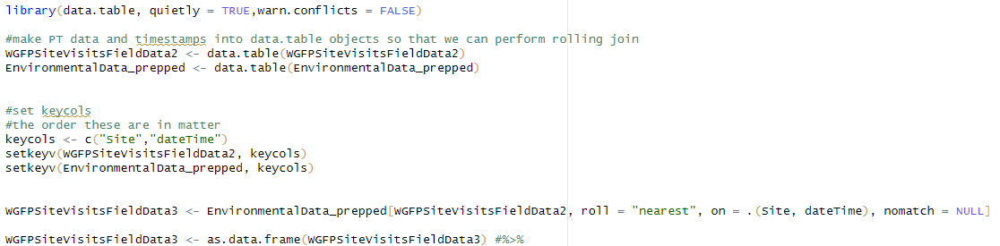 library(data.table, quietly = TRUE,warn.conflicts = FALSE)
#make PT data and timestamps into data.table objects so that we can perform rolling join
WGFPSiteVisitsFieldData2 <- data.table(WGFPSiteVisitsFieldData2)
EnvironmentalData_prepped <- data.table(EnvironmentalData_prepped)
#set keycols
#the order these are in matter
keycols <- c("Site","dateTime")
setkeyv(WGFPSiteVisitsFieldData2, keycols)
setkeyv(EnvironmentalData_prepped, keycols)
WGFPSiteVisitsFieldData3 <- EnvironmentalData_prepped[WGFPSiteVisitsFieldData2, roll = "nearest", on = .(Site, dateTime), nomatch = NULL]
WGFPSiteVisitsFieldData3 <- as.data.frame(WGFPSiteVisitsFieldData3) #%>%